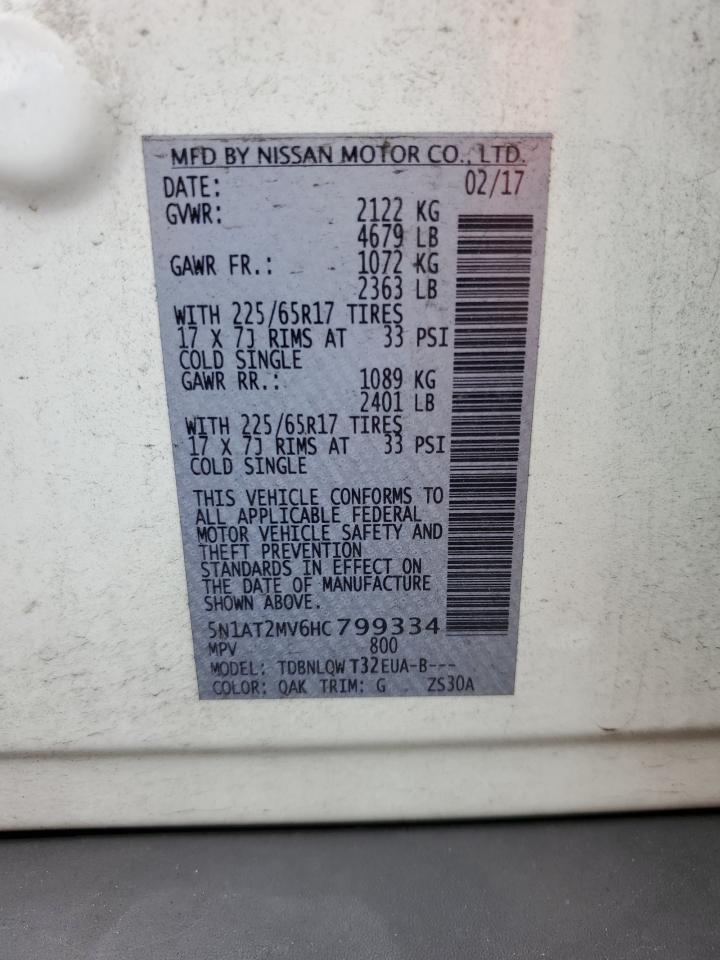 MFD BY NISSAN MOTOR CO., LTD.
DATE: 02/17
GVWR: 2122 KG
4679 LB
GAWR FR.: 1072 KG
2363 LB
WITH 225/65R17 TIRES
17 X 7J RIMS AT 33 PSI
COLD SINGLE
GAWR RR.: 1089 KG
2401 LB
WITH 225/65R17 TIRES
17 X 7J RIMS AT 33 PSI
COLD SINGLE
THIS VEHICLE CONFORMS TO
ALL APPLICABLE FEDERAL
MOTOR VEHICLE SAFETY AND
THEFT PREVENTION
STANDARDS IN EFFECT ON
THE DATE OF MANUFACTURE
SHOWN ABOVE.
5N1AT2MV6HC799334
MPV 800
MODEL: TDBNLQW T32EUA-B---
COLOR: QAK TRIM: G ZS30A